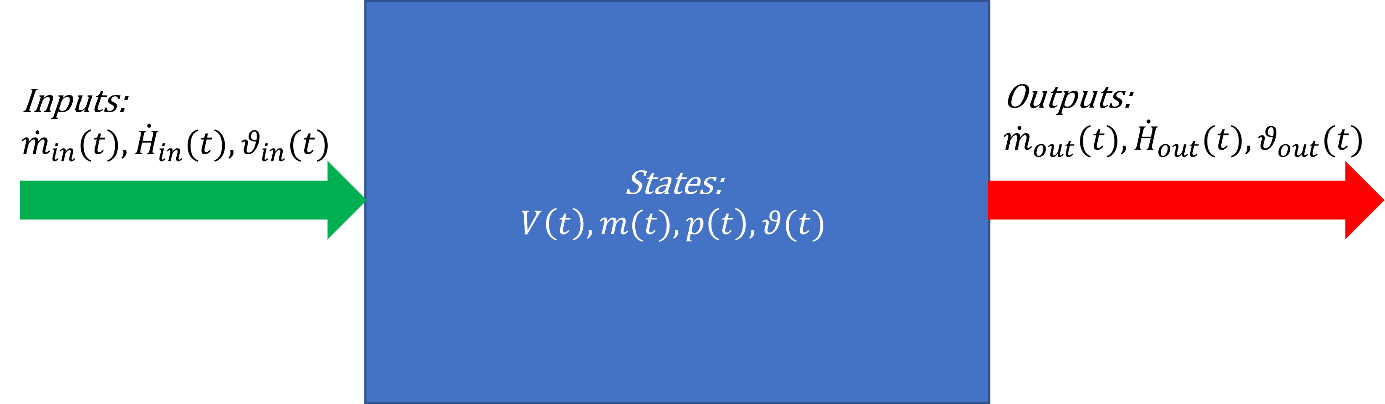 Inputs:
ṁ_in(t), Ḣ_in(t), ϑ_in(t)
States:
V(t), m(t), p(t), ϑ(t)
Outputs:
ṁ_out(t), Ḣ_out(t), ϑ_out(t)